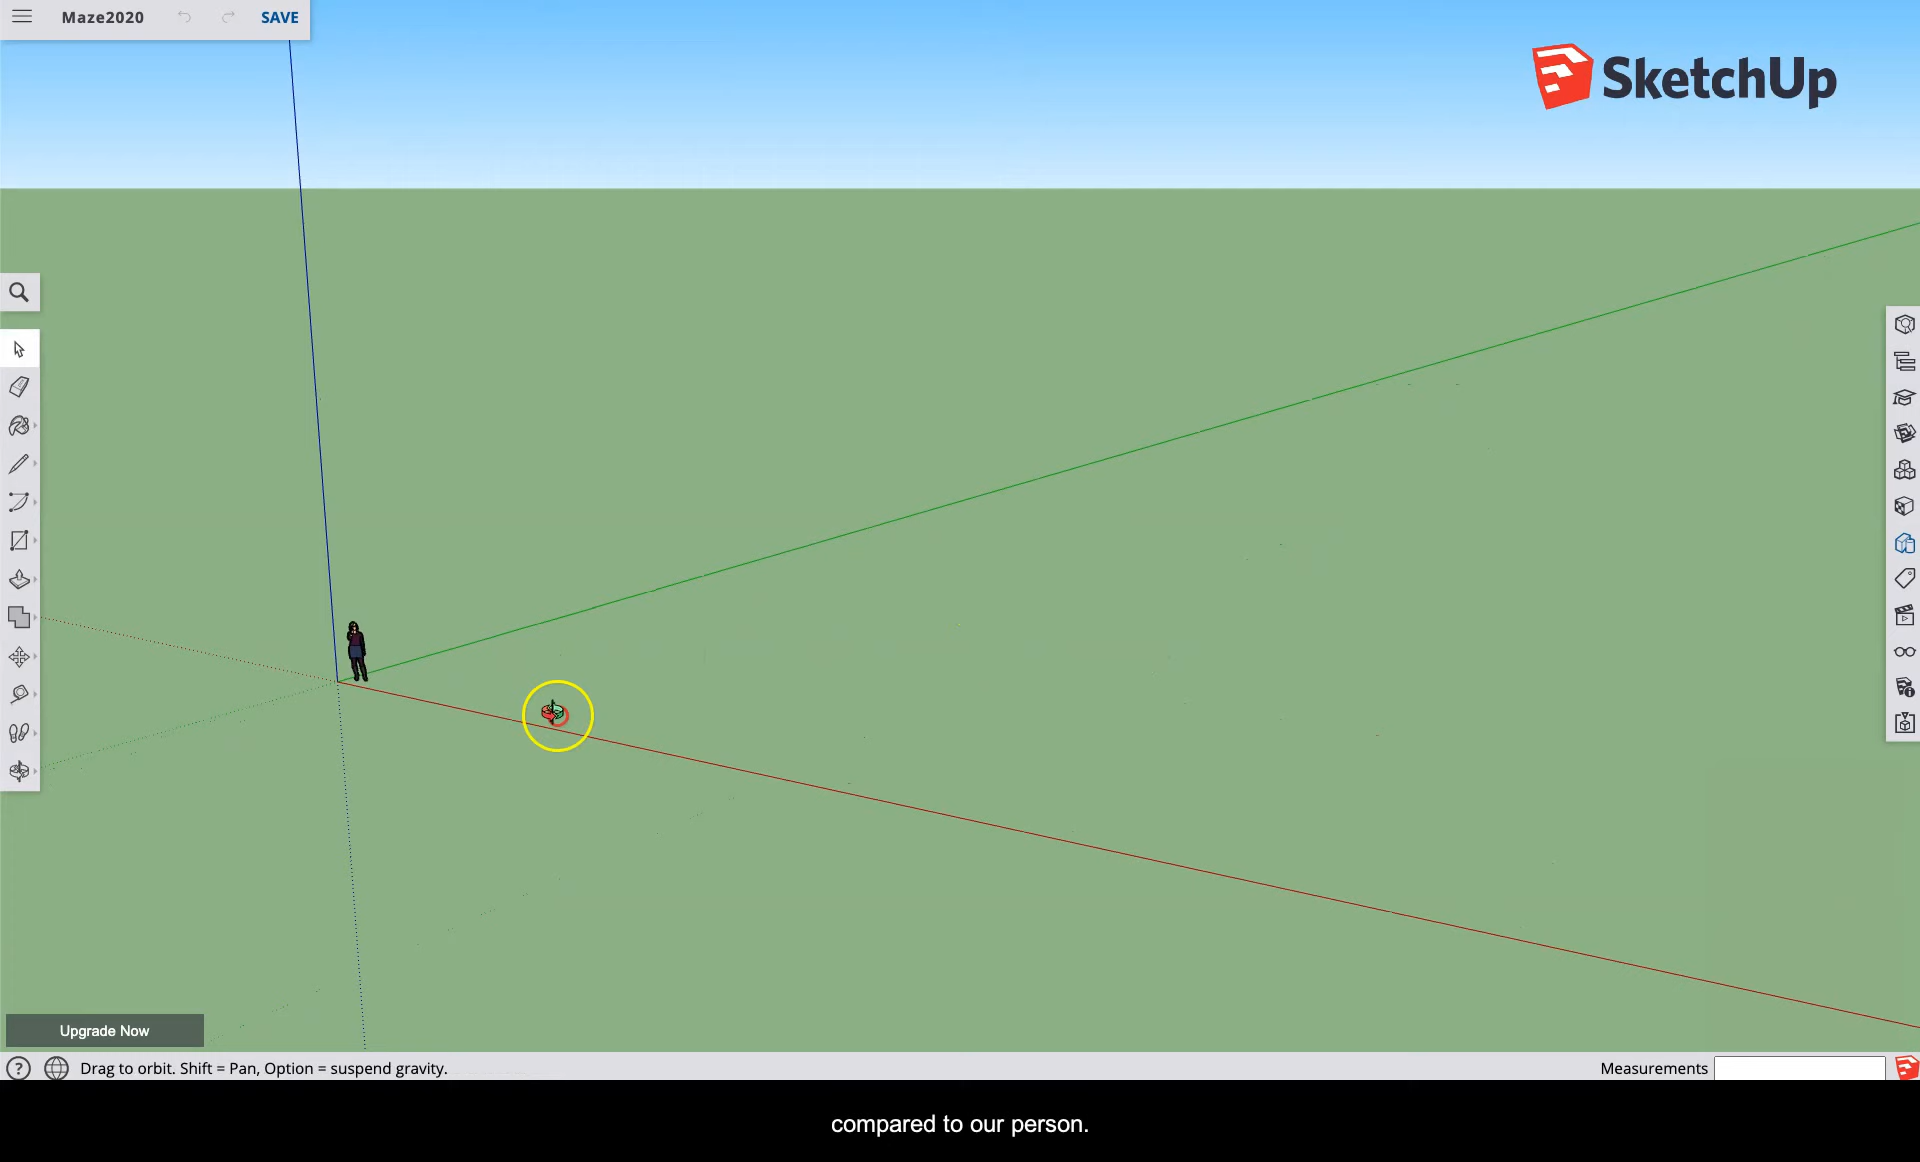 Maze2020
SAVE
SketchUp
Upgrade Now
? Drag to orbit. Shift = Pan, Option = suspend gravity.
Measurements
compared to our person.